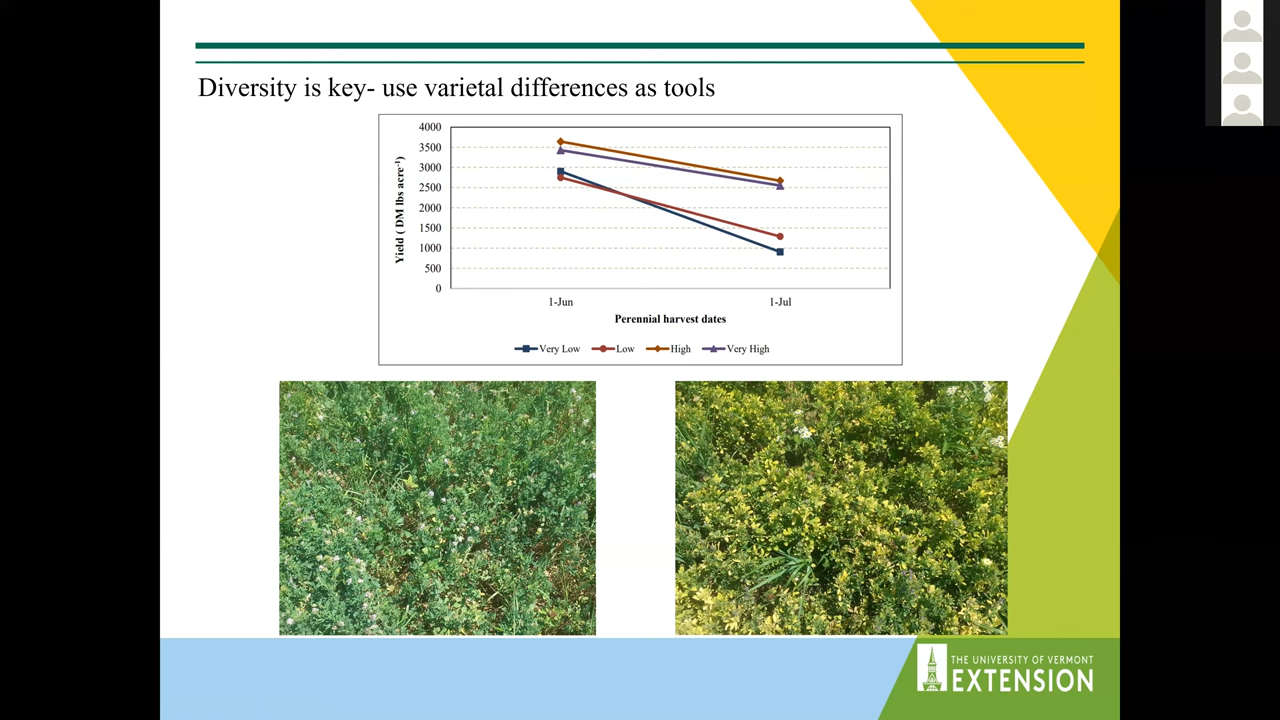 Diversity is key- use varietal differences as tools
4000
3500
3000
2500
2000
1500
1000
500
0
Yield ( DM lbs acre-1)
1-Jun
1-Jul
Perennial harvest dates
Very Low
Low
High
Very High
THE UNIVERSITY OF VERMONT
EXTENSION